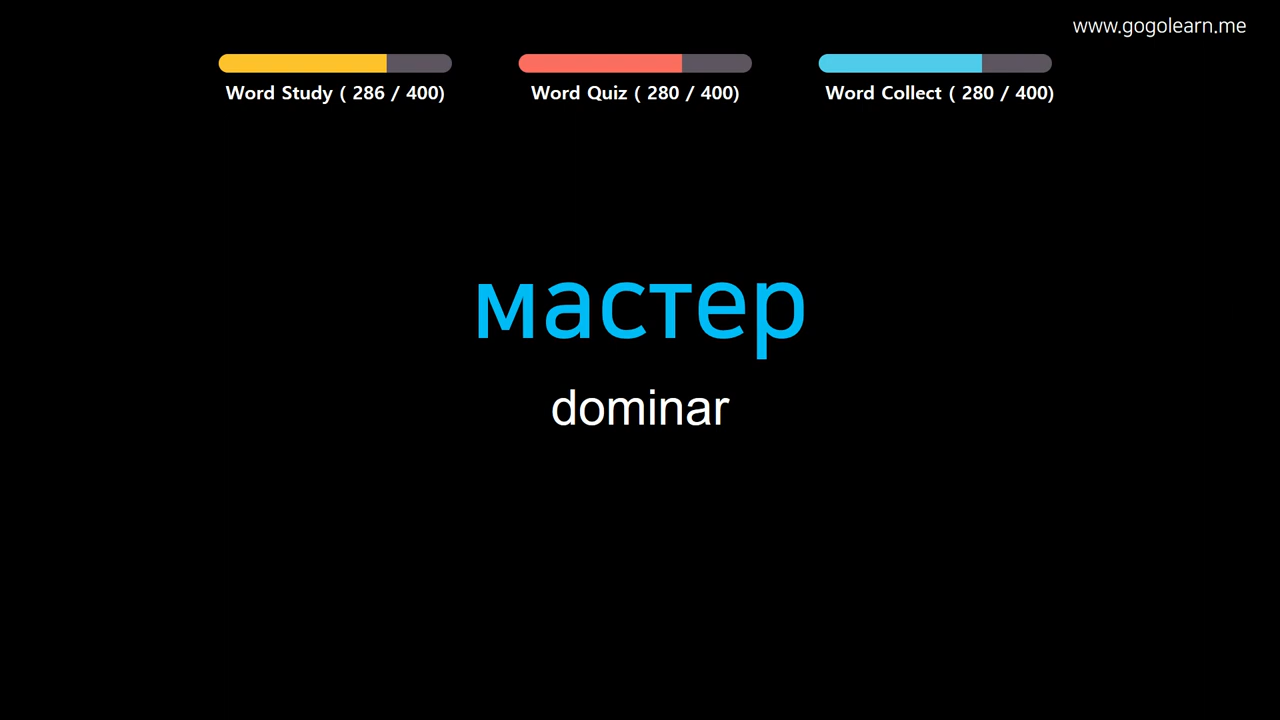 www.gogolearn.me
Word Study ( 286 / 400)
Word Quiz ( 280 / 400)
Word Collect ( 280 / 400)
мастер
dominar